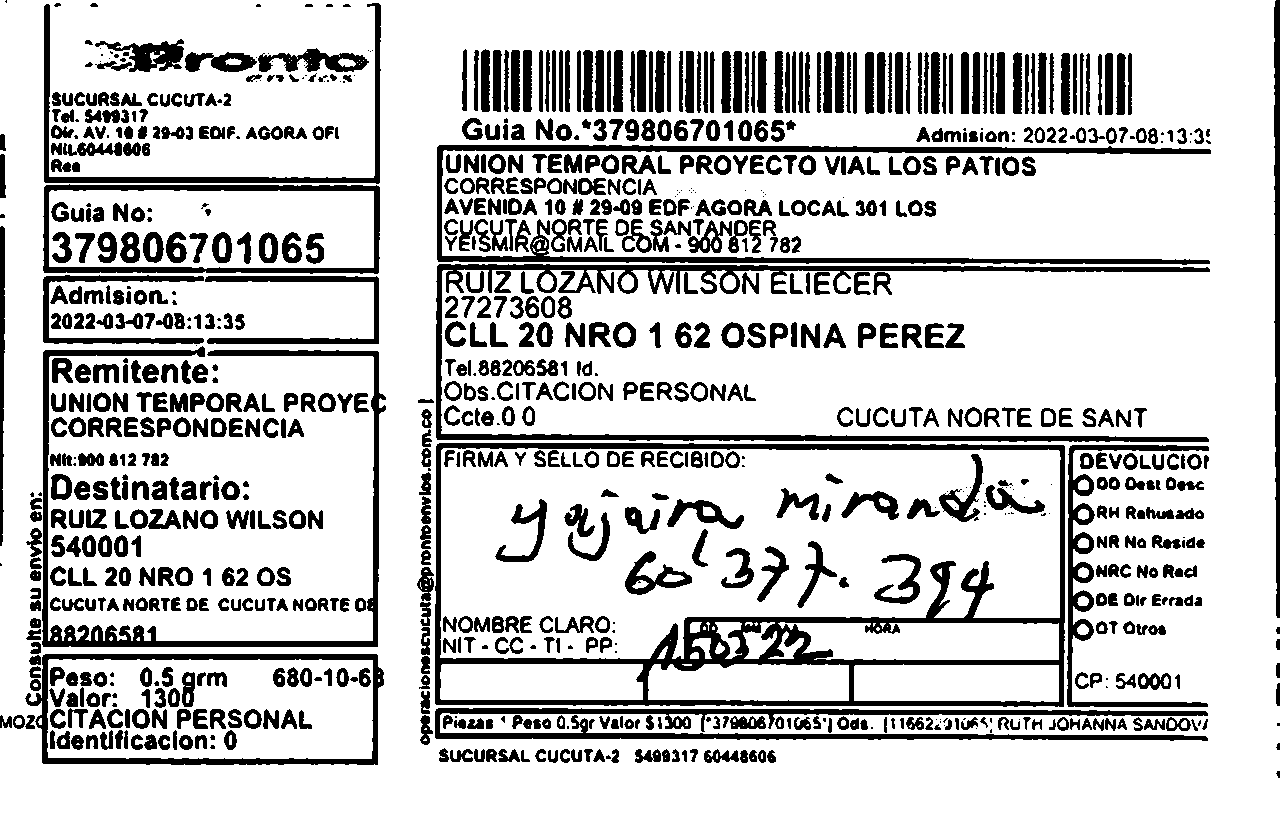 Pronto
envios
SUCURSAL CUCUTA-2
Tel. 5499317
Dir. AV. 10 # 29-03 EDIF. AGORA OFI
Nit.60448606
Res
Guia No:
379806701065
Admision.:
2022-03-07-08:13:35
Remitente:
UNION TEMPORAL PROYEC
CORRESPONDENCIA
Nit:900 812 782
Destinatario:
RUIZ LOZANO WILSON
540001
CLL 20 NRO 1 62 OS
CUCUTA NORTE DE CUCUTA NORTE DE
88206581
Peso: 0.5 grm 680-10-68
Valor: 1300
CITACION PERSONAL
Identificacion: 0
Consulte su envio en:
MOZO
Guia No.*379806701065*
Admision: 2022-03-07-08:13:35
UNION TEMPORAL PROYECTO VIAL LOS PATIOS
CORRESPONDENCIA
AVENIDA 10 # 29-09 EDF AGORA LOCAL 301 LOS
CUCUTA NORTE DE SANTANDER
YEISMIR@GMAIL COM - 900 812 782
RUIZ LOZANO WILSON ELIECER
27273608
CLL 20 NRO 1 62 OSPINA PEREZ
Tel.88206581 Id.
Obs.CITACION PERSONAL
Ccte.0 0 CUCUTA NORTE DE SANT
operacionescucuta@prontoenvios.com.co
FIRMA Y SELLO DE RECIBIDO:
yajaira miranda
60'377.394
NOMBRE CLARO:
NIT - CC - TI - PP:
HORA
150322
DEVOLUCION
DD Dest Desc
RH Rehusado
NR No Reside
NRC No Recl
DE Dir Errada
OT Otros
CP: 540001
Piezas Peso 0.5gr Valor $1300 [*379806701065*] Ods. RUTH JOHANNA SANDOVA
SUCURSAL CUCUTA-2 5499317 60448606